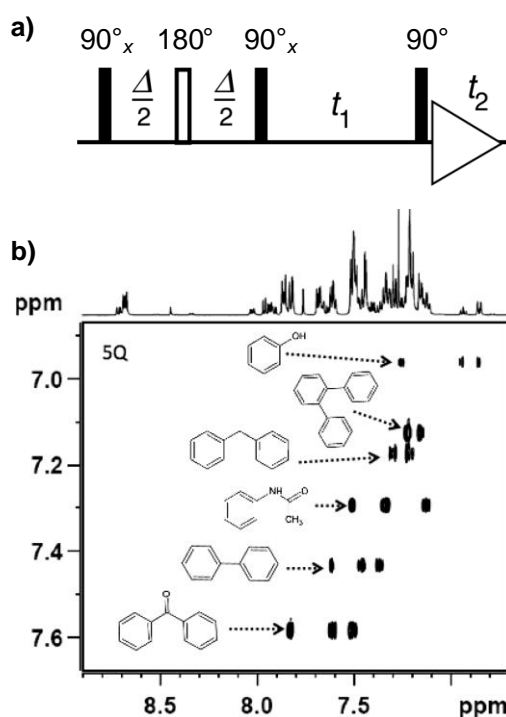 a)
90°x 180° 90°x 90°
Δ/2 Δ/2 t1 t2
b)
ppm
5Q
OH
7.0
7.2
NH O
CH3
7.4
O
7.6
8.5 8.0 7.5 ppm